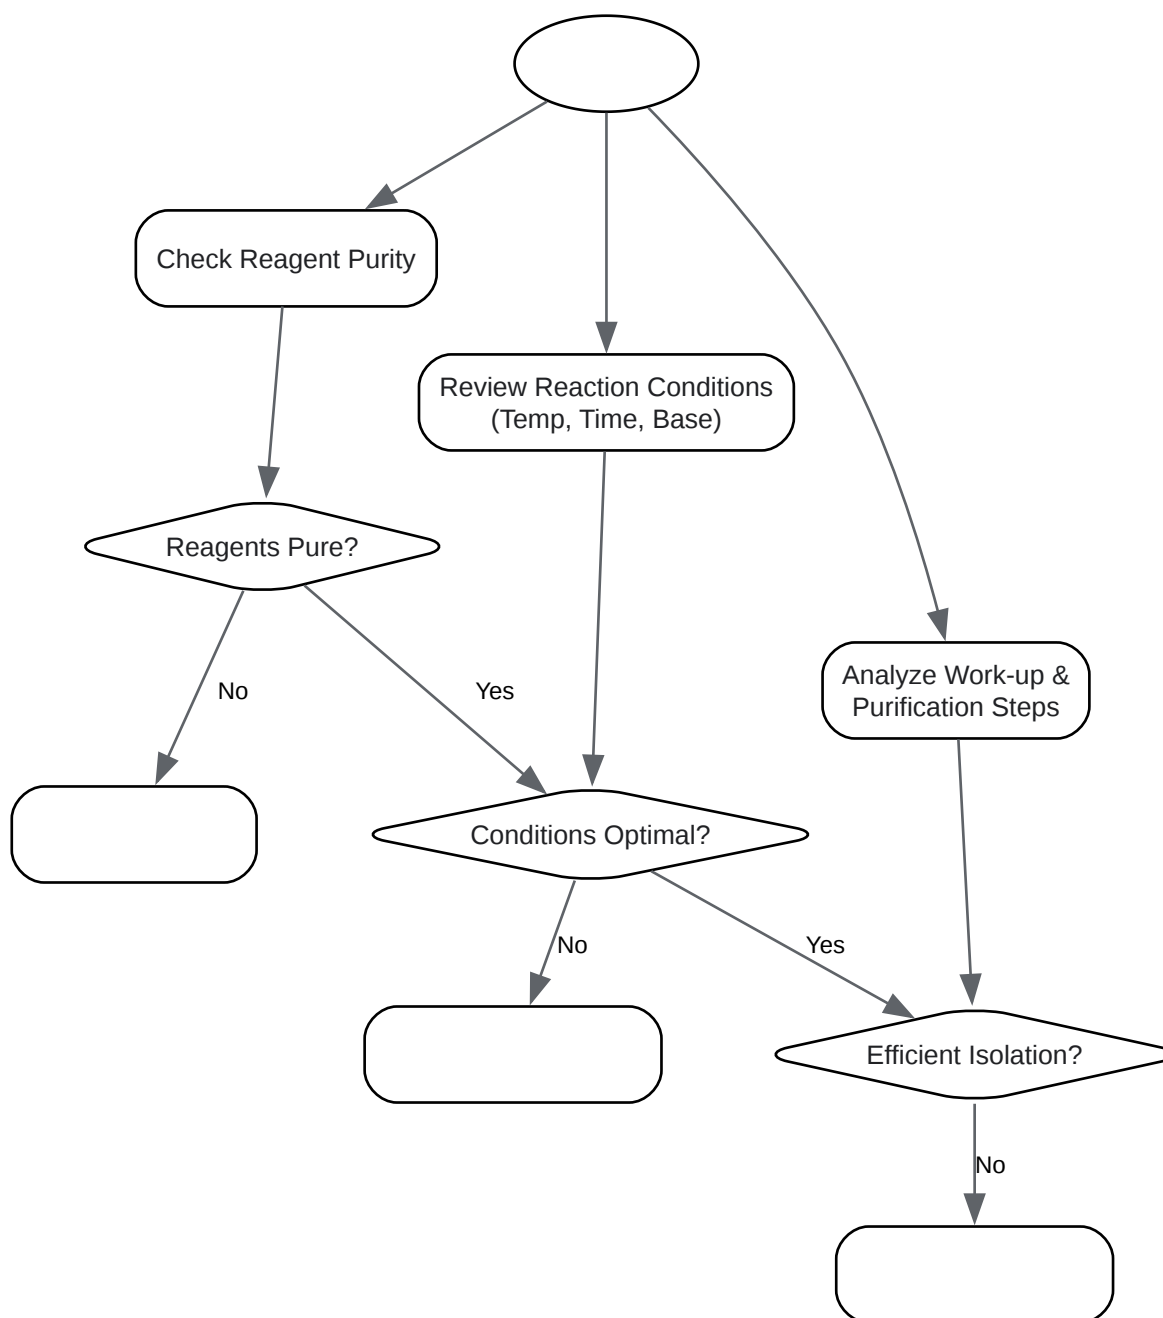 Check Reagent Purity
Review Reaction Conditions
(Temp, Time, Base)
Reagents Pure?
Analyze Work-up &
Purification Steps
No
Yes
Conditions Optimal?
No
Yes
Efficient Isolation?
No